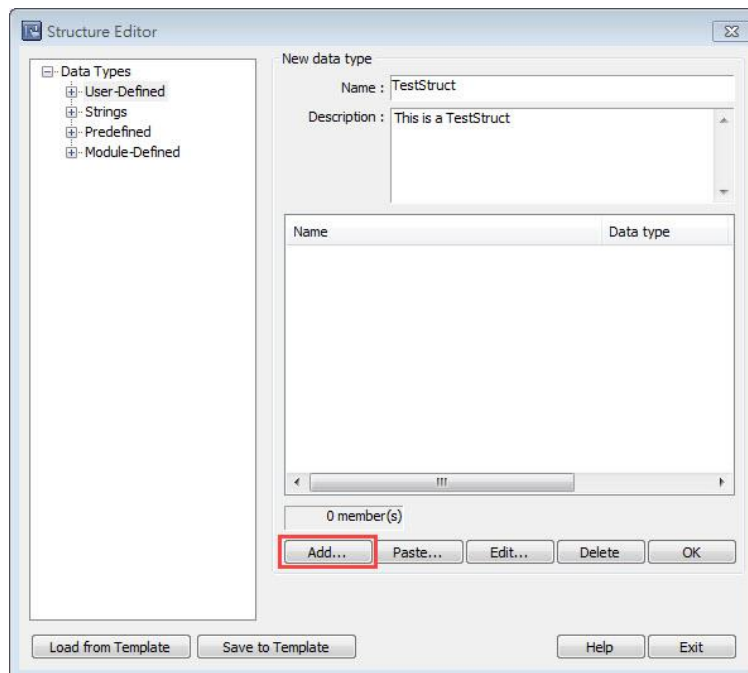 Structure Editor
Data Types
User-Defined
Strings
Predefined
Module-Defined
New data type
Name : TestStruct
Description : This is a TestStruct
Name Data type
0 member(s)
Add... Paste... Edit... Delete OK
Load from Template Save to Template Help Exit